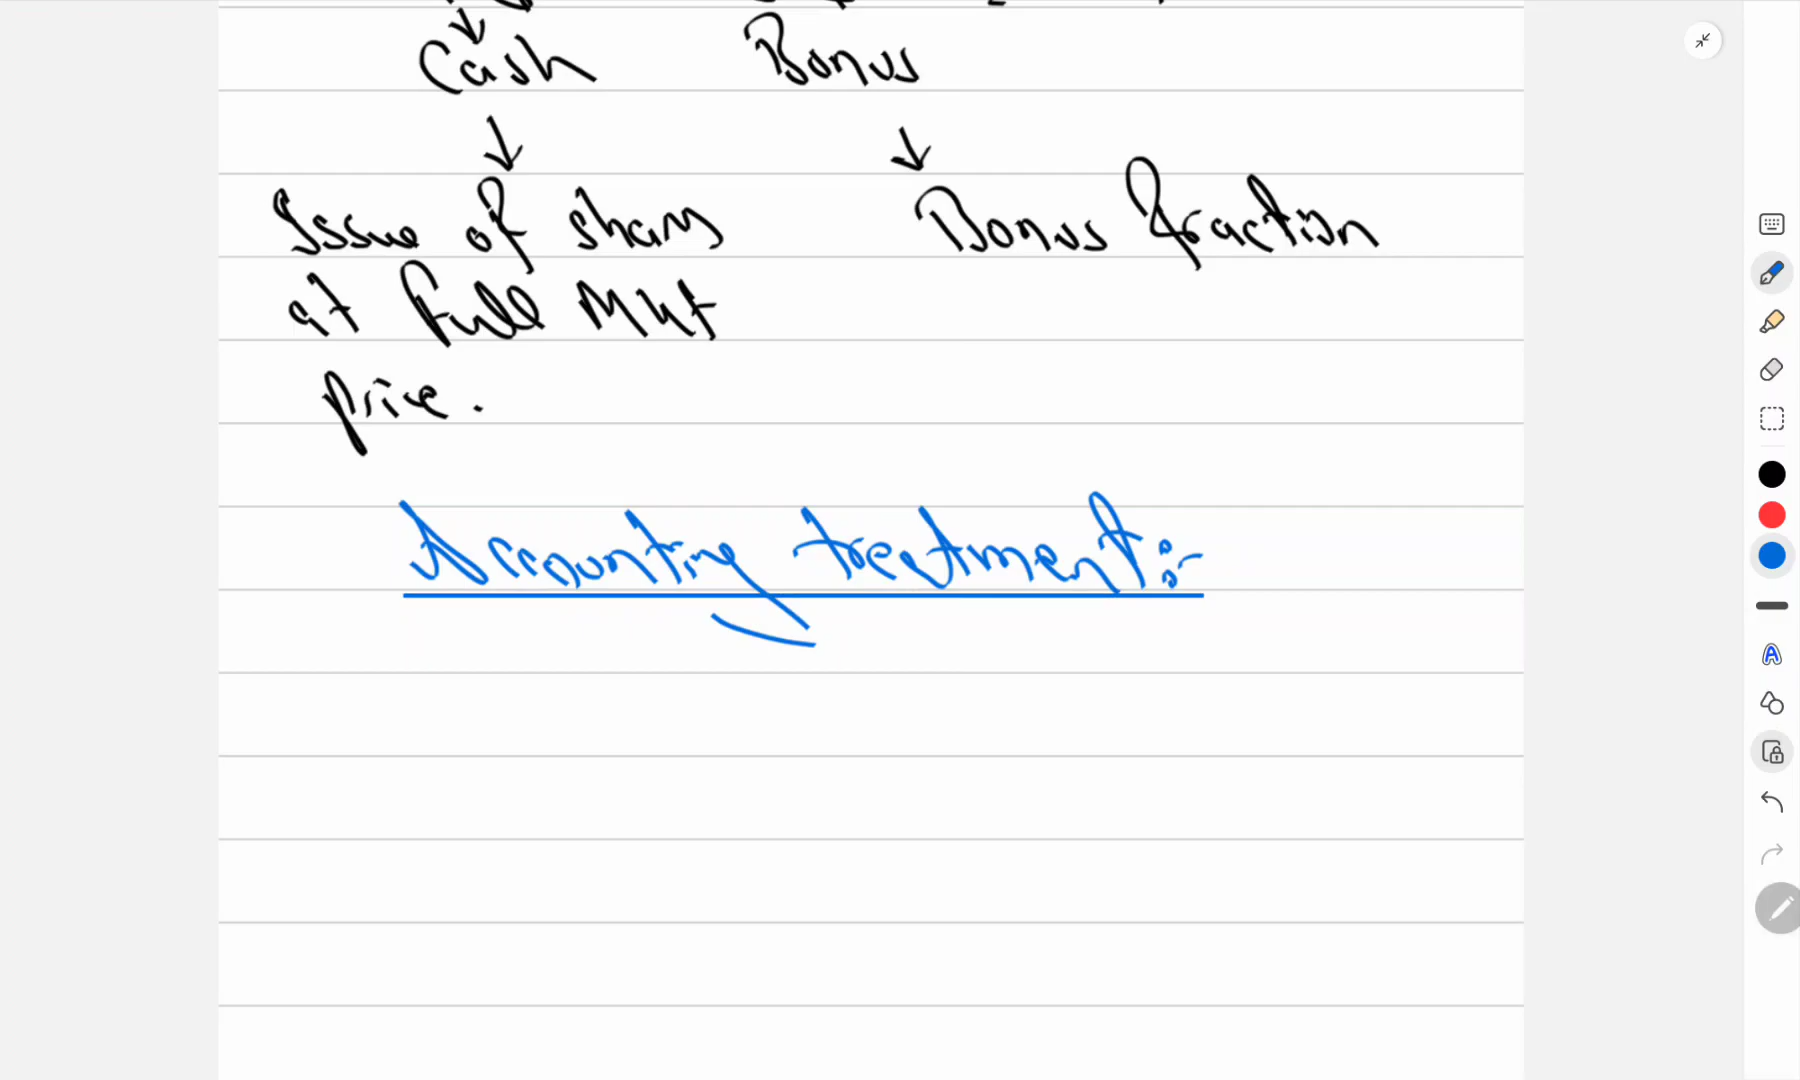 Cash Bonus
Issue of shares Bonus fraction
at full Mkt
price.
Accounting treatment:-